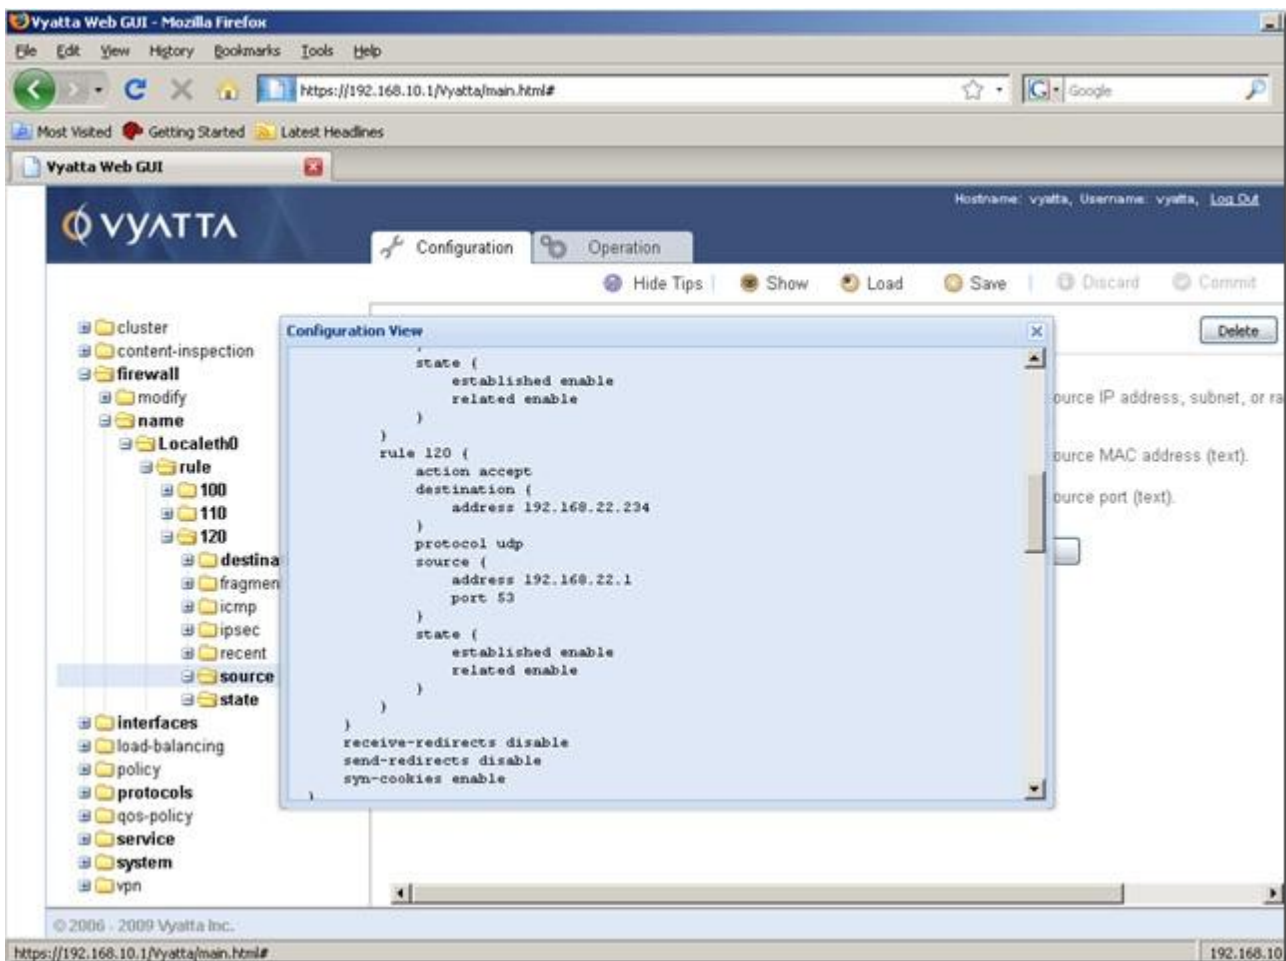 Vyatta Web GUI - Mozilla Firefox
File Edit View History Bookmarks Tools Help
https://192.168.10.1/Vyatta/main.html#
G Google
Most Visited Getting Started Latest Headlines
Vyatta Web GUI
Hostname: vyatta, Username: vyatta, Log Out
VYATTA
Configuration Operation
Hide Tips Show Load Save Discard Commit
cluster
content-inspection
firewall
modify
name
Localeth0
rule
100
110
120
destina
fragmen
icmp
ipsec
recent
source
state
interfaces
load-balancing
policy
protocols
qos-policy
service
system
vpn
Configuration View
state {
established enable
related enable
}
}
rule 120 {
action accept
destination {
address 192.168.22.234
}
protocol udp
source {
address 192.168.22.1
port 53
}
state {
established enable
related enable
}
}
}
receive-redirects disable
send-redirects disable
syn-cookies enable
}
Delete
ource IP address, subnet, or ra
ource MAC address (text).
ource port (text).
© 2006 - 2009 Vyatta Inc.
https://192.168.10.1/Vyatta/main.html#
192.168.10